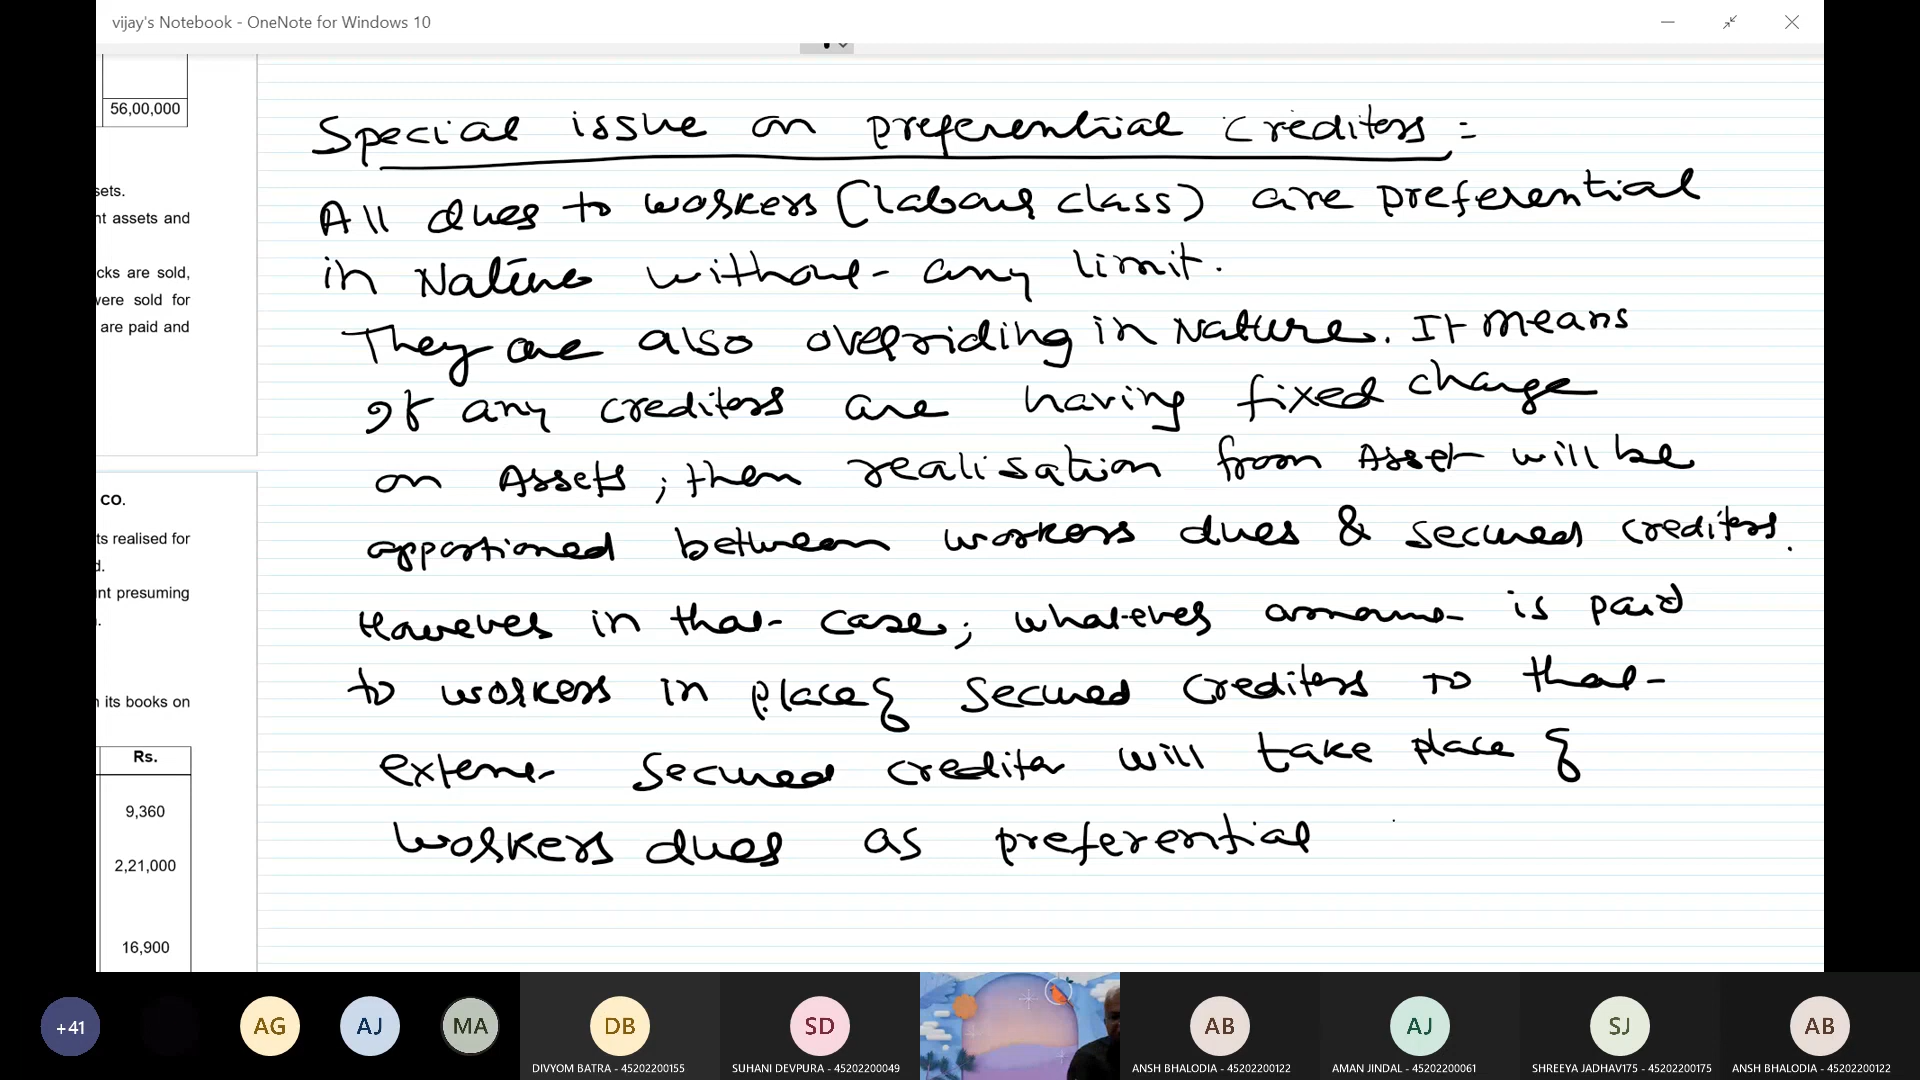 vijay's Notebook - OneNote for Windows 10
56,00,000
sets.
nt assets and
cks are sold,
were sold for
are paid and
co.
ts realised for
d.
int presuming
its books on
Rs.
9,360
2,21,000
16,900
Special issue on preferential creditors =
All dues to workers (labour class) are preferential
in Nature without any limit.
They are also overriding in Nature. It means
if any creditors are having fixed charge
on Assets, then realisation from Asset will be
apportioned between workers dues & secured creditors.
However in that case, whatever amount is paid
to workers in place of secured creditors to that
extent secured creditor will take place of
workers dues as preferential
+41
AG
AJ
MA
DB
SD
AB
AJ
SJ
AB
DIVYOM BATRA - 45202200155
SUHANI DEVPURA - 45202200049
ANSH BHALODIA - 45202200122
AMAN JINDAL - 45202200061
SHREEYA JADHAV175 - 45202200175
ANSH BHALODIA - 45202200122